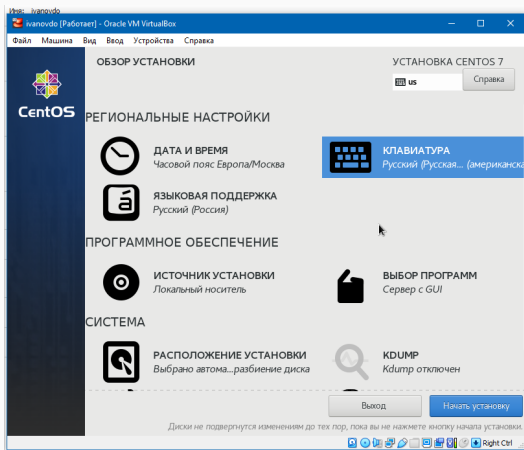 Имя: ivanovdo
ivanovdo [Работает] - Oracle VM VirtualBox
Файл Машина Вид Ввод Устройства Справка
CentOS
ОБЗОР УСТАНОВКИ
УСТАНОВКА CENTOS 7
us
Справка
РЕГИОНАЛЬНЫЕ НАСТРОЙКИ
ДАТА И ВРЕМЯ
Часовой пояс Европа/Москва
КЛАВИАТУРА
Русский (Русская... (американска
ЯЗЫКОВАЯ ПОДДЕРЖКА
Русский (Россия)
ПРОГРАММНОЕ ОБЕСПЕЧЕНИЕ
ИСТОЧНИК УСТАНОВКИ
Локальный носитель
ВЫБОР ПРОГРАММ
Сервер с GUI
СИСТЕМА
РАСПОЛОЖЕНИЕ УСТАНОВКИ
Выбрано автома...разбиение диска
KDUMP
Kdump отключен
Выход
Начать установку
Диски не подвергнутся изменениям до тех пор, пока вы не нажмете кнопку начала установки.
Right Ctrl